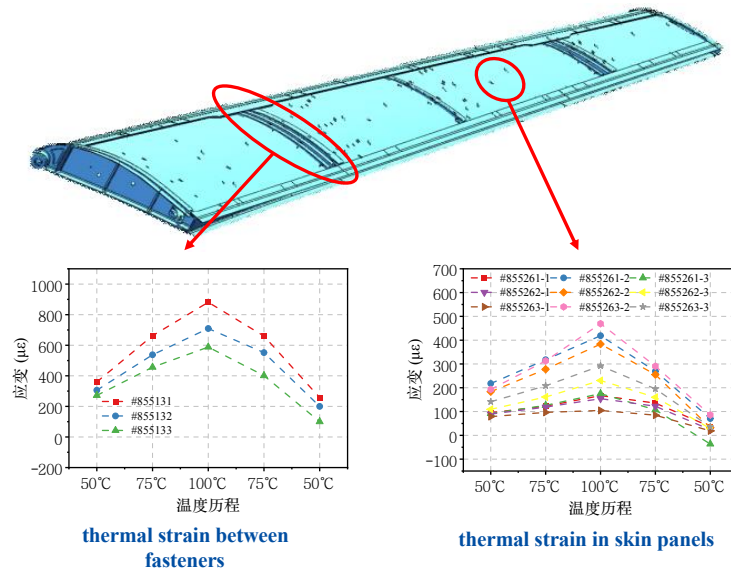 1000
800
600
400
200
0
-200
应变 (με)
#855131
#855132
#855133
50℃ 75℃ 100℃ 75℃ 50℃
温度历程
thermal strain between
fasteners
700
600
500
400
300
200
100
0
-100
应变 (με)
#855261-1 #855261-2 #855261-3
#855262-1 #855262-2 #855262-3
#855263-1 #855263-2 #855263-3
50℃ 75℃ 100℃ 75℃ 50℃
温度历程
thermal strain in skin panels